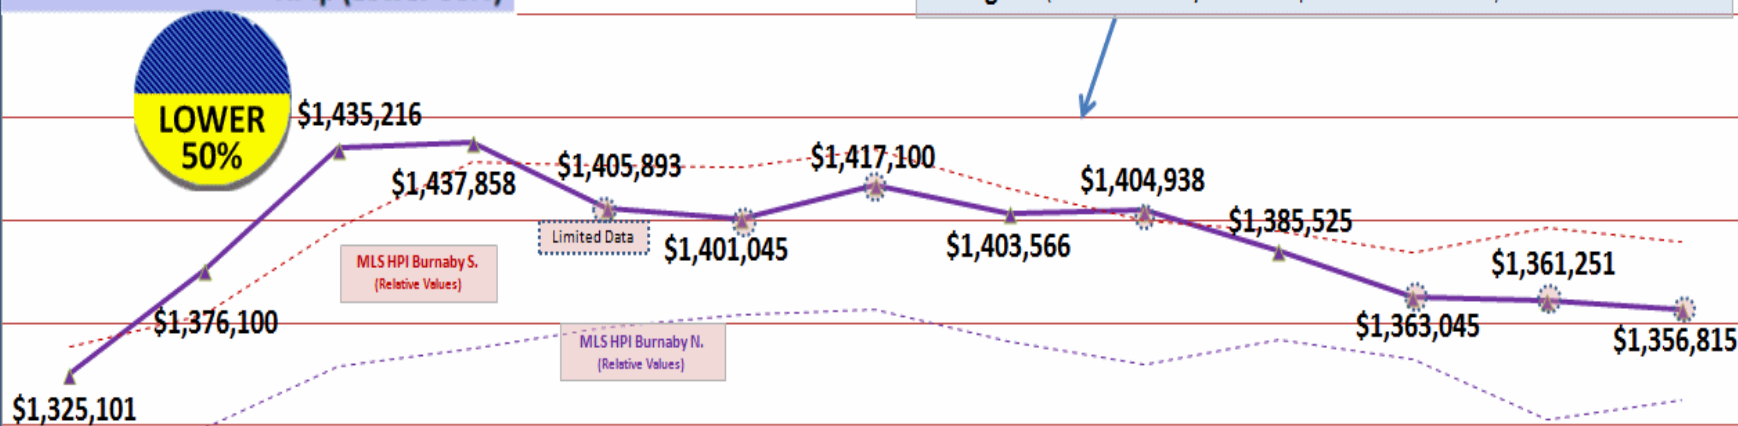 LOWER
50%
$1,435,216
$1,437,858
$1,405,893
$1,417,100
$1,404,938
$1,385,525
Limited Data
$1,401,045
$1,403,566
MLS HPI Burnaby S.
(Relative Values)
$1,361,251
$1,376,100
$1,363,045
MLS HPI Burnaby N.
(Relative Values)
$1,356,815
$1,325,101